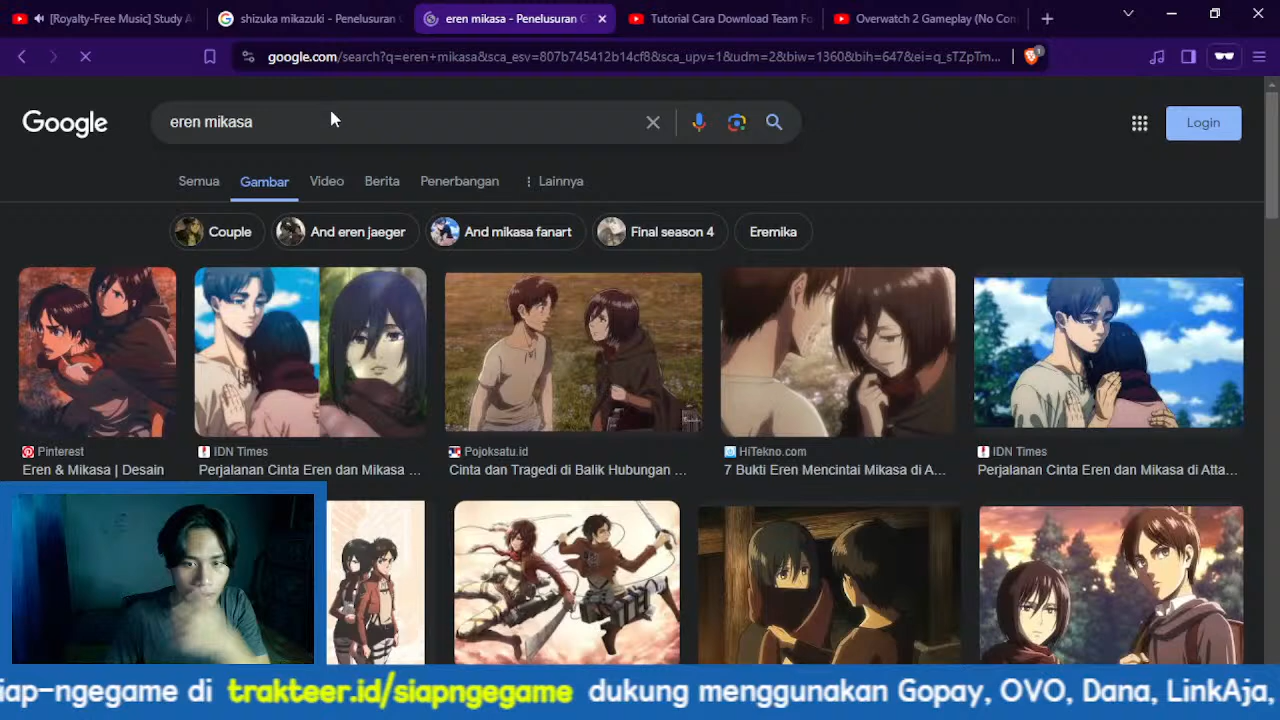 [Royalty-Free Music] Study A
shizuka mikazuki - Penelusuran
eren mikasa - Penelusuran G
Tutorial Cara Download Team Fo
Overwatch 2 Gameplay (No Con
google.com/search?q=eren+mikasa&sca_esv=807b745412b14cf8&sca_upv=1&udm=2&biw=1360&bih=647&ei=q_sTZpTm...
1
Google
eren mikasa
Login
Semua
Gambar
Video
Berita
Penerbangan
Lainnya
Couple
And eren jaeger
And mikasa fanart
Final season 4
Eremika
Pinterest
Eren & Mikasa | Desain
IDN Times
Perjalanan Cinta Eren dan Mikasa ...
Pojoksatu.id
Cinta dan Tragedi di Balik Hubungan ...
HiTekno.com
7 Bukti Eren Mencintai Mikasa di A...
IDN Times
Perjalanan Cinta Eren dan Mikasa di Atta...
siap-ngegame di trakteer.id/siapngegame dukung menggunakan Gopay, OVO, Dana, LinkAja,